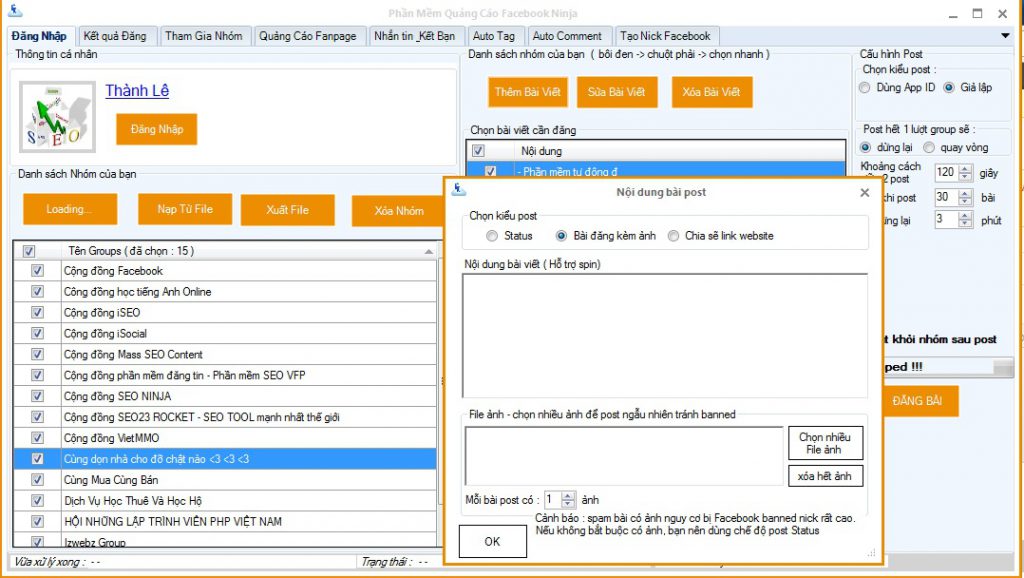 Phần Mềm Quảng Cáo Facebook Ninja
Đăng Nhập
Kết quả Đăng
Tham Gia Nhóm
Quảng Cáo Fanpage
Nhắn tin _Kết Bạn
Auto Tag
Auto Comment
Tạo Nick Facebook
Thông tin cá nhân
Thành Lê
Đăng Nhập
Danh sách Nhóm của bạn
Loading...
Nạp Từ File
Xuất File
Xóa Nhóm
Tên Groups ( đã chọn : 15 )
Cộng đồng Facebook
Công đồng học tiếng Anh Online
Cộng đồng iSEO
Cộng đồng iSocial
Cộng đồng Mass SEO Content
Cộng đồng phần mềm đăng tin - Phần mềm SEO VFP
Cộng đồng SEO NINJA
Cộng đồng SEO23 ROCKET - SEO TOOL mạnh nhất thế giới
Cộng đồng VietMMO
Cùng dọn nhà cho đỡ chật nào <3 <3 <3
Cùng Mua Cùng Bán
Dịch Vụ Học Thuê Và Học Hộ
HỘI NHỮNG LẬP TRÌNH VIÊN PHP VIỆT NAM
Izwebz Group
Vừa xử lý xong : - -
Trạng thái : - -
Danh sách nhóm của bạn ( bôi đen -> chuột phải -> chọn nhanh )
Thêm Bài Viết
Sửa Bài Viết
Xóa Bài Viết
Chọn bài viết cần đăng
Nội dung
- Phần mềm tự động đ
Cấu hình Post
Chọn kiểu post :
Dùng App ID
Giả lập
Post hết 1 lượt group sẽ :
dừng lại
quay vòng
Khoảng cách
2 post
120
giây
khi post
30
bài
ừng lại
3
phút
t khỏi nhóm sau post
ped !!!
ĐĂNG BÀI
Nội dung bài post
Chọn kiểu post
Status
Bài đăng kèm ảnh
Chia sẽ link website
Nội dung bài viết ( Hỗ trợ spin)
File ảnh - chọn nhiều ảnh để post ngẫu nhiên tránh banned
Chọn nhiều
File ảnh
xóa hết ảnh
Mỗi bài post có :
1
ảnh
Cảnh báo : spam bài có ảnh nguy cơ bị Facebook banned nick rất cao.
Nếu không bắt buộc có ảnh, bạn nên dùng chế độ post Status
OK